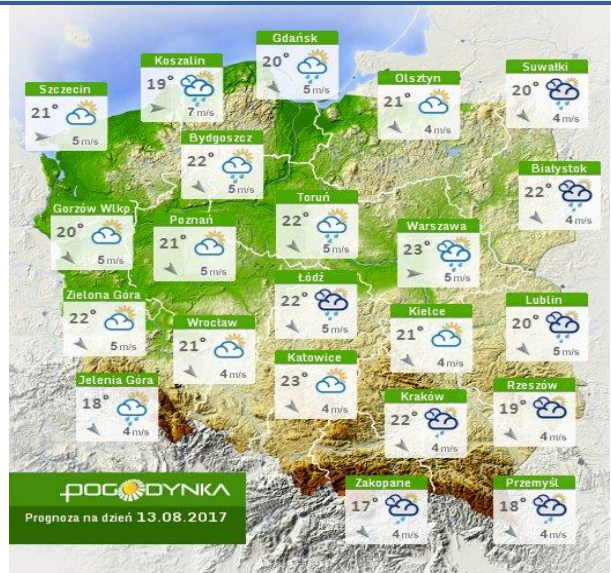 Gdańsk
20°
5 m/s
Koszalin
19°
7 m/s
Suwałki
20°
4 m/s
Olsztyn
21°
4 m/s
Szczecin
21°
5 m/s
Bydgoszcz
22°
5 m/s
Białystok
22°
4 m/s
Toruń
22°
5 m/s
Gorzów Wlkp
20°
5 m/s
Poznań
21°
5 m/s
Warszawa
23°
5 m/s
Łódź
22°
5 m/s
Zielona Góra
22°
5 m/s
Lublin
20°
5 m/s
Kielce
21°
4 m/s
Wrocław
21°
4 m/s
Katowice
23°
4 m/s
Jelenia Góra
18°
4 m/s
Rzeszów
19°
4 m/s
Kraków
22°
4 m/s
Zakopane
17°
4 m/s
Przemyśl
18°
4 m/s
POGODYNKA
Prognoza na dzień 13.08.2017